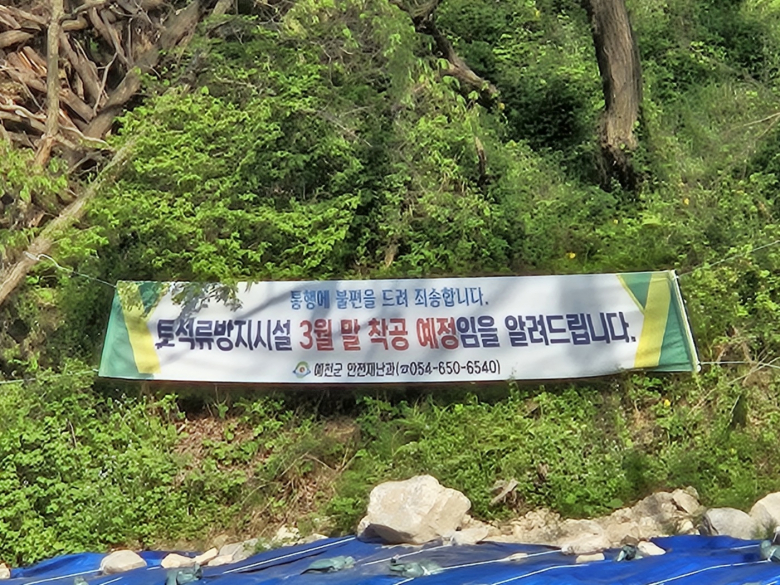 통행에 불편을 드려 죄송합니다.
토석류방지시설 3월 말 착공 예정임을 알려드립니다.
예천군 안전재난과(☎054-650-6540)